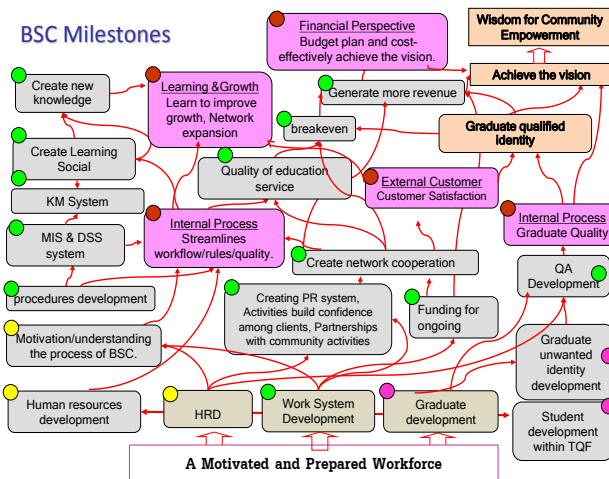 BSC Milestones
Financial Perspective
Budget plan and cost-
effectively achieve the vision.
Wisdom for Community
Empowerment
Achieve the vision
Create new
knowledge
Learning &Growth
Learn to improve
growth, Network
expansion
Generate more revenue
breakeven
Graduate qualified
identity
Create Learning
Social
Quality of education
service
External Customer
Customer Satisfaction
KM System
Internal Process
Streamlines
workflow/rules/quality.
Internal Process
Graduate Quality
MIS & DSS
system
Create network cooperation
QA
Development
procedures development
Creating PR system,
Activities build confidence
among clients, Partnerships
with community activities
Funding for
ongoing
Motivation/understanding
the process of BSC.
Graduate
unwanted
identity
development
Human resources
development
HRD
Work System
Development
Graduate
development
Student
development
within TQF
A Motivated and Prepared Workforce